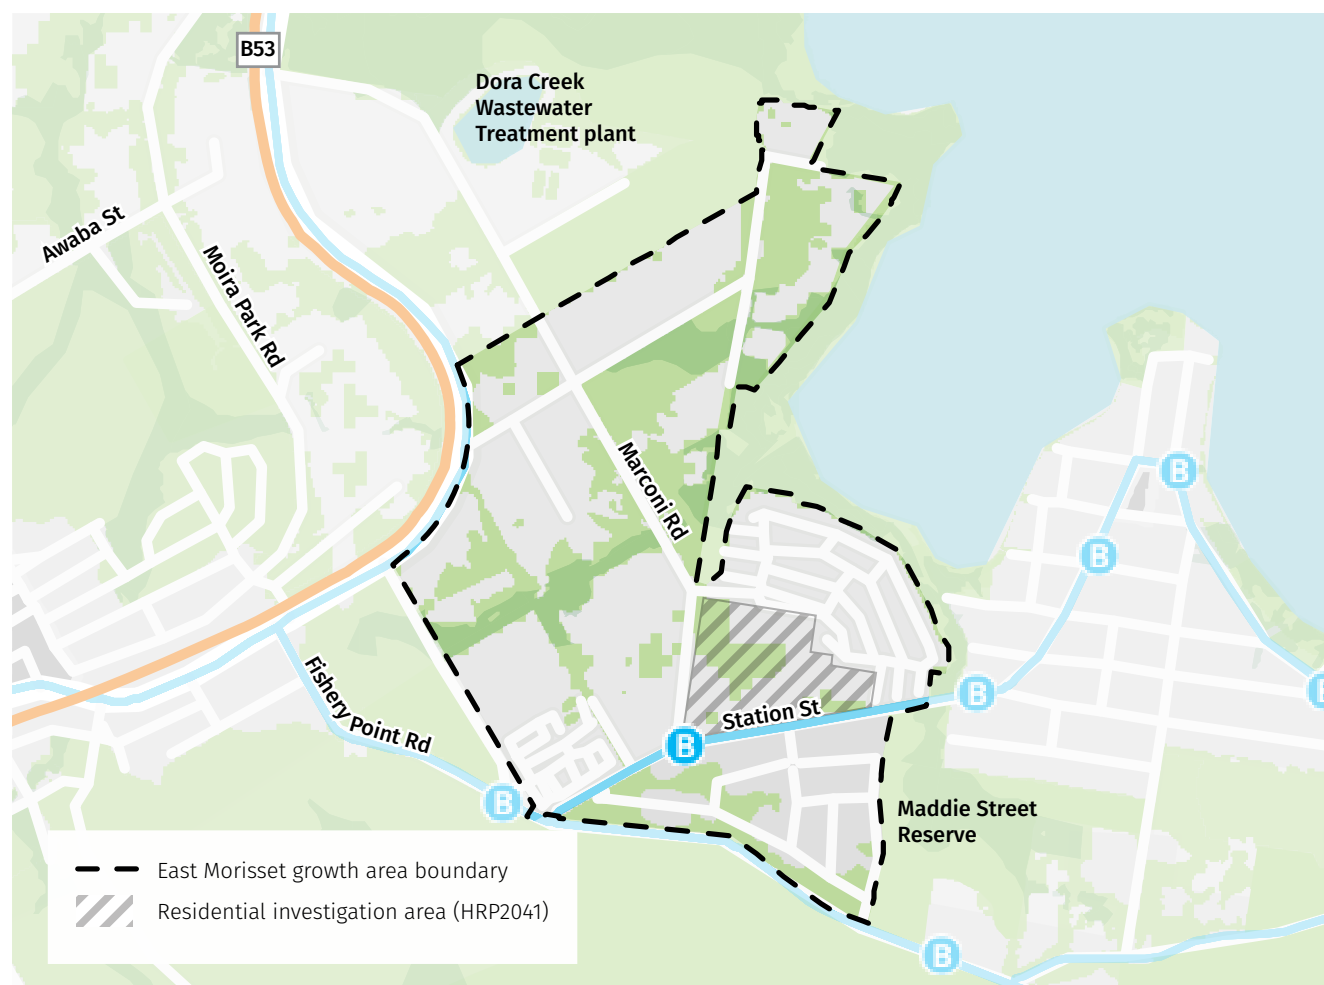 B53
Dora Creek
Wastewater
Treatment plant
Awaba St
Moira Park Rd
Marconi Rd
B
B
Fishery Point Rd
Station St
B
B
B
B
Maddie Street
Reserve
B
East Morisset growth area boundary
Residential investigation area (HRP2041)
B